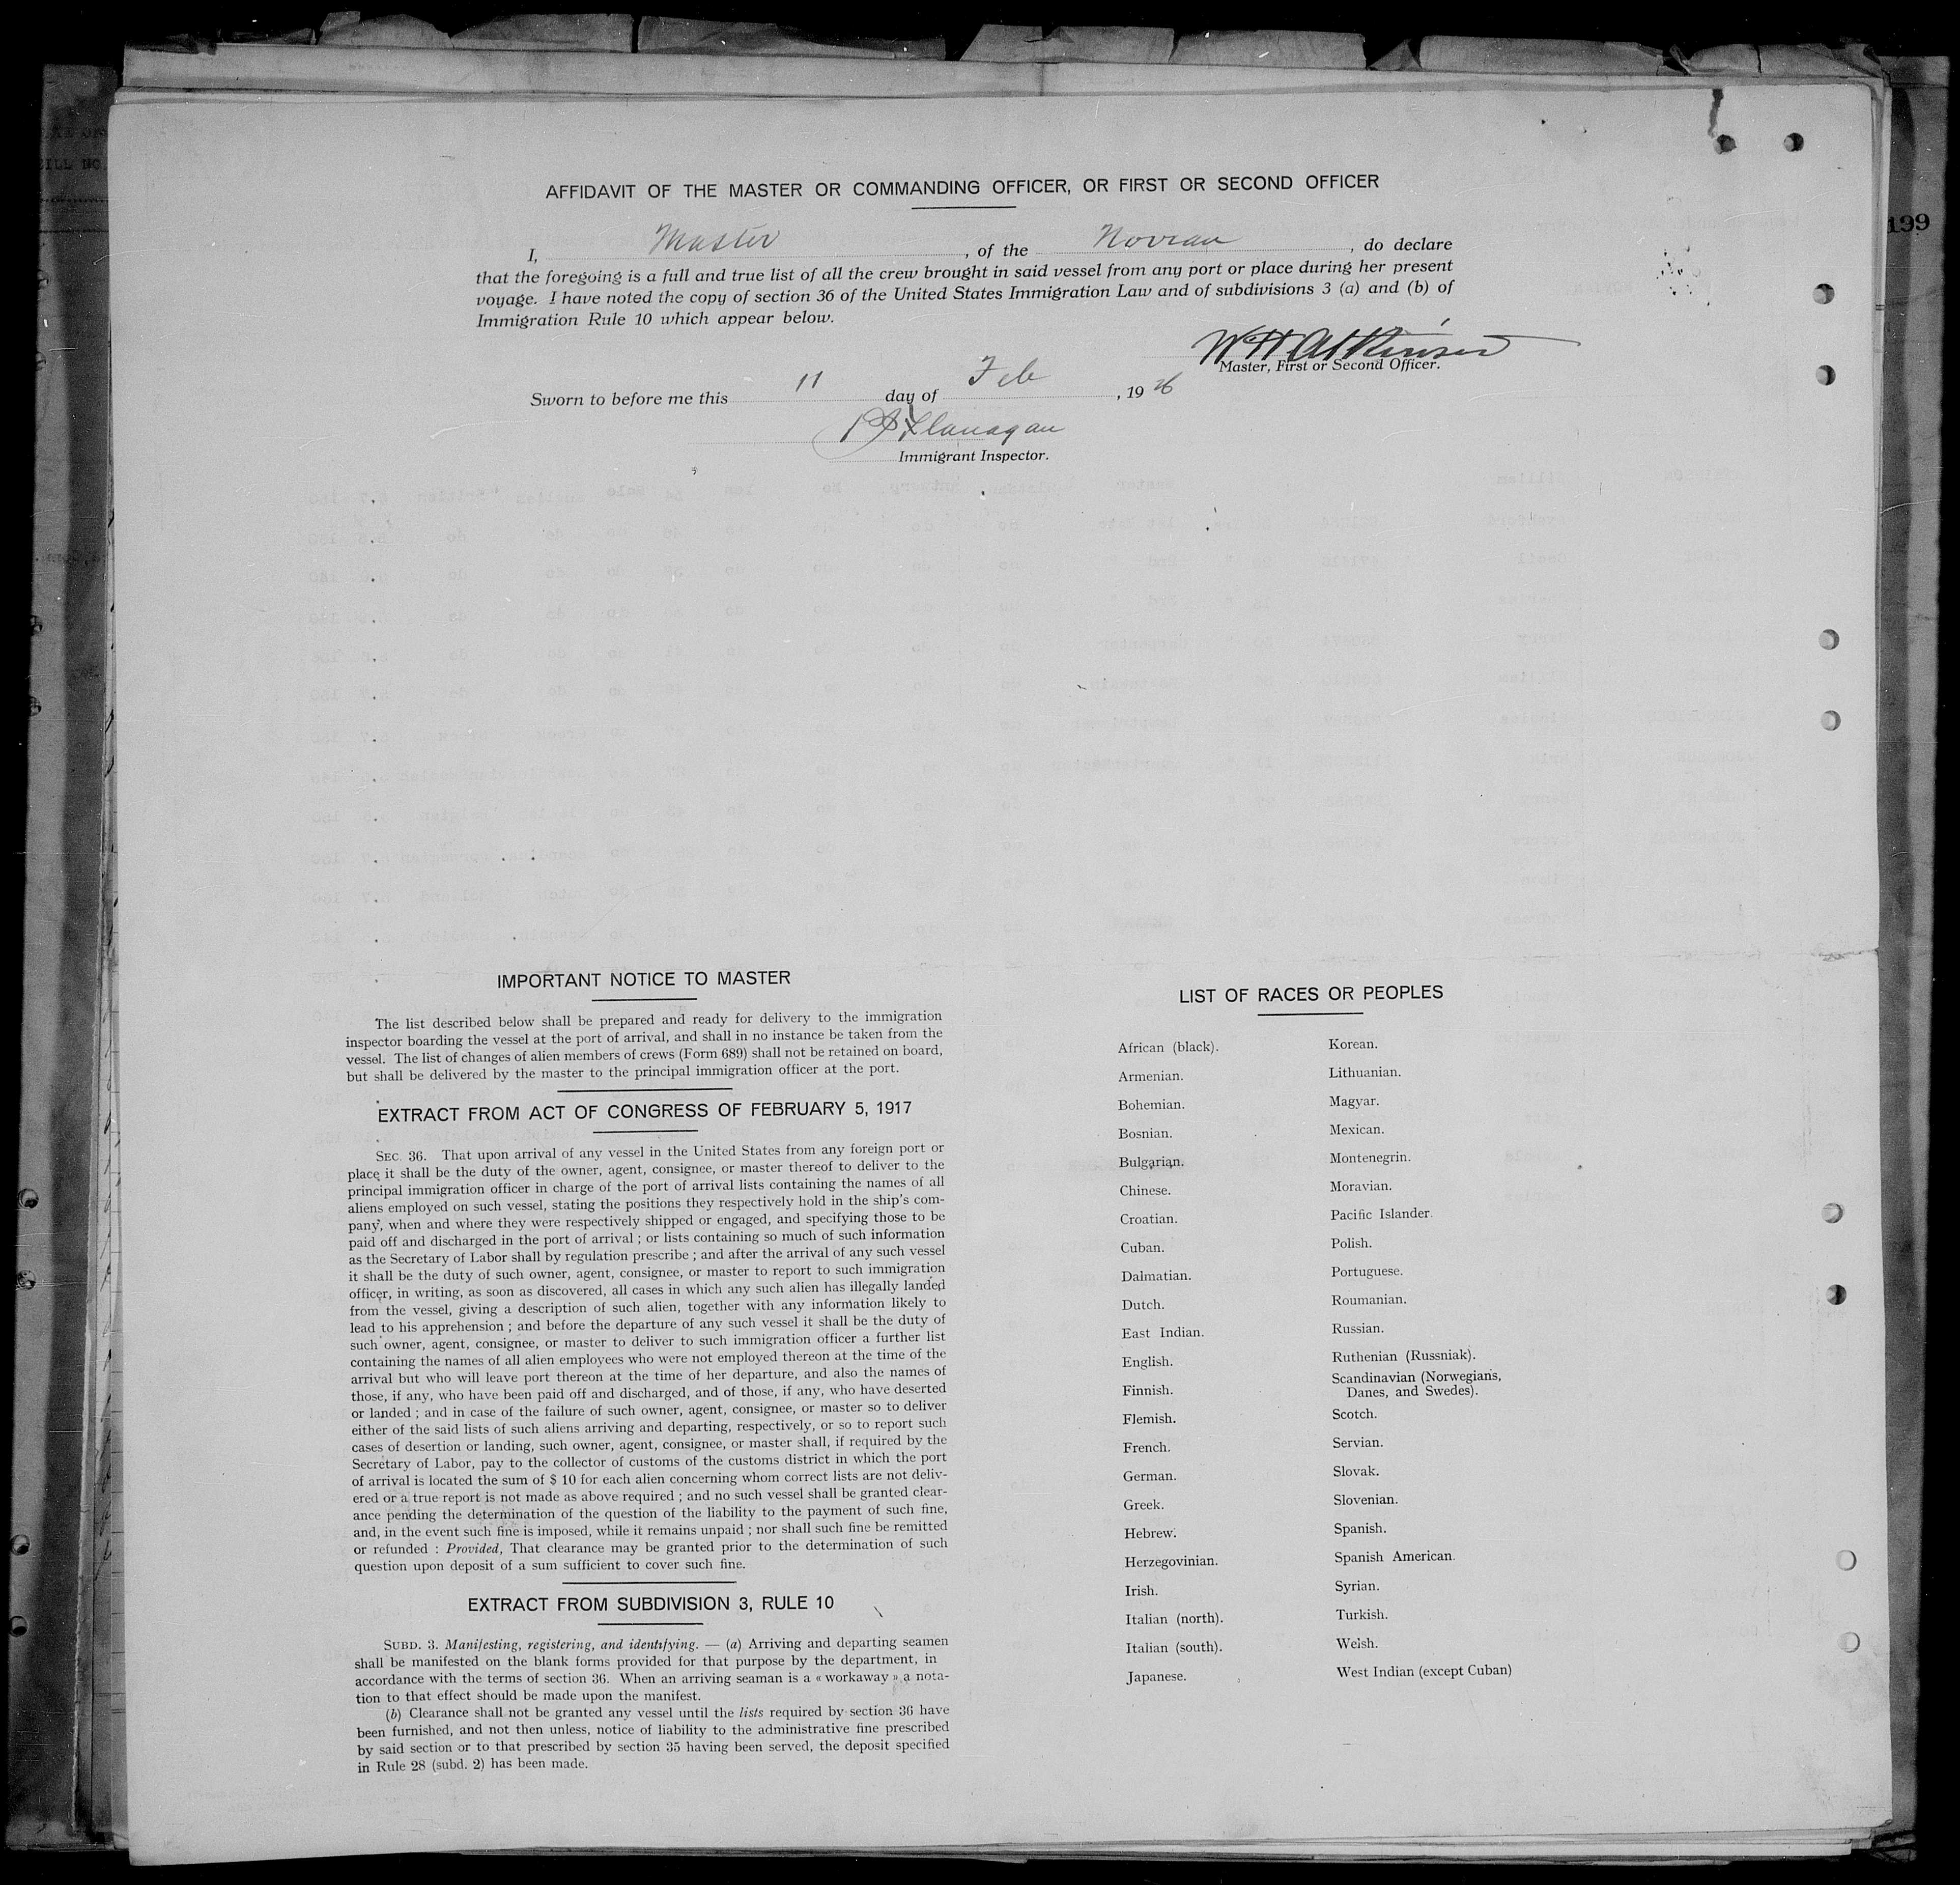 199
AFFIDAVIT OF THE MASTER OR COMMANDING OFFICER, OR FIRST OR SECOND OFFICER
I, Master, of the Novian, do declare
that the foregoing is a full and true list of all the crew brought in said vessel from any port or place during her present
voyage. I have noted the copy of section 36 of the United States Immigration Law and of subdivisions 3 (a) and (b) of
Immigration Rule 10 which appear below.
W H Atkinson
Master, First or Second Officer.
Sworn to before me this 11 day of Feb, 1926
Flanagan
Immigrant Inspector.
IMPORTANT NOTICE TO MASTER
The list described below shall be prepared and ready for delivery to the immigration
inspector boarding the vessel at the port of arrival, and shall in no instance be taken from the
vessel. The list of changes of alien members of crews (Form 689) shall not be retained on board,
but shall be delivered by the master to the principal immigration officer at the port.
EXTRACT FROM ACT OF CONGRESS OF FEBRUARY 5, 1917
SEC. 36. That upon arrival of any vessel in the United States from any foreign port or
place it shall be the duty of the owner, agent, consignee, or master thereof to deliver to the
principal immigration officer in charge of the port of arrival lists containing the names of all
aliens employed on such vessel, stating the positions they respectively hold in the ship's com-
pany, when and where they were respectively shipped or engaged, and specifying those to be
paid off and discharged in the port of arrival ; or lists containing so much of such information
as the Secretary of Labor shall by regulation prescribe ; and after the arrival of any such vessel
it shall be the duty of such owner, agent, consignee, or master to report to such immigration
officer, in writing, as soon as discovered, all cases in which any such alien has illegally landed
from the vessel, giving a description of such alien, together with any information likely to
lead to his apprehension ; and before the departure of any such vessel it shall be the duty of
such owner, agent, consignee, or master to deliver to such immigration officer a further list
containing the names of all alien employees who were not employed thereon at the time of the
arrival but who will leave port thereon at the time of her departure, and also the names of
those, if any, who have been paid off and discharged, and of those, if any, who have deserted
or landed ; and in case of the failure of such owner, agent, consignee, or master so to deliver
either of the said lists of such aliens arriving and departing, respectively, or so to report such
cases of desertion or landing, such owner, agent, consignee, or master shall, if required by the
Secretary of Labor, pay to the collector of customs of the customs district in which the port
of arrival is located the sum of $ 10 for each alien concerning whom correct lists are not deliv-
ered or a true report is not made as above required ; and no such vessel shall be granted clear-
ance pending the determination of the question of the liability to the payment of such fine,
and, in the event such fine is imposed, while it remains unpaid ; nor shall such fine be remitted
or refunded : Provided, That clearance may be granted prior to the determination of such
question upon deposit of a sum sufficient to cover such fine.
EXTRACT FROM SUBDIVISION 3, RULE 10
SUBD. 3. Manifesting, registering, and identifying. — (a) Arriving and departing seamen
shall be manifested on the blank forms provided for that purpose by the department, in
accordance with the terms of section 36. When an arriving seaman is a « workaway » a nota-
tion to that effect should be made upon the manifest.
(b) Clearance shall not be granted any vessel until the lists required by section 36 have
been furnished, and not then unless, notice of liability to the administrative fine prescribed
by said section or to that prescribed by section 35 having been served, the deposit specified
in Rule 28 (subd. 2) has been made.
LIST OF RACES OR PEOPLES
African (black).
Armenian.
Bohemian.
Bosnian.
Bulgarian.
Chinese.
Croatian.
Cuban.
Dalmatian.
Dutch.
East Indian.
English.
Finnish.
Flemish.
French.
German.
Greek.
Hebrew.
Herzegovinian.
Irish.
Italian (north).
Italian (south).
Japanese.
Korean.
Lithuanian.
Magyar.
Mexican.
Montenegrin.
Moravian.
Pacific Islander.
Polish.
Portuguese.
Roumanian.
Russian.
Ruthenian (Russniak).
Scandinavian (Norwegians,
Danes, and Swedes).
Scotch.
Servian.
Slovak.
Slovenian.
Spanish.
Spanish American.
Syrian.
Turkish.
Welsh.
West Indian (except Cuban)